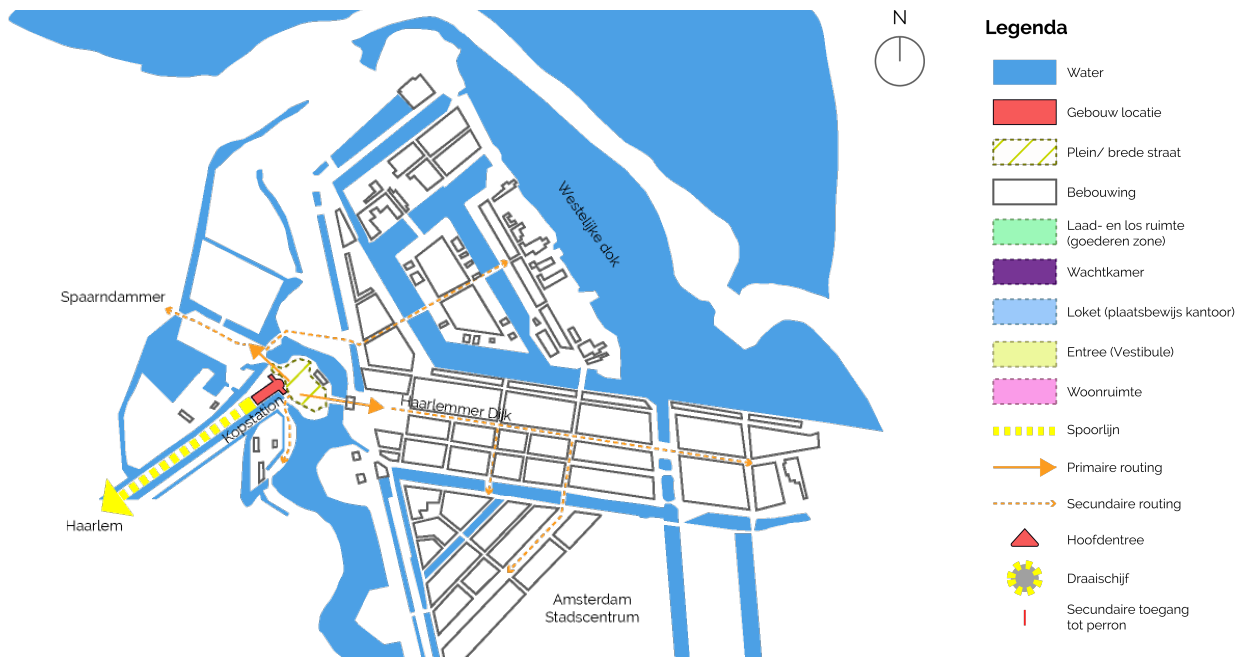 N
Legenda
Water
Gebouw locatie
Plein/ brede straat
Bebouwing
Laad- en los ruimte
(goederen zone)
Wachtkamer
Loket (plaatsbewijs kantoor)
Entree (Vestibule)
Woonruimte
Spoorlijn
Primaire routing
Secundaire routing
Hoofdentree
Draaischijf
Secundaire toegang
tot perron
Westelijke dok
Spaarndammer
Haarlemmer Dijk
Kopstation
Haarlem
Amsterdam
Stadscentrum